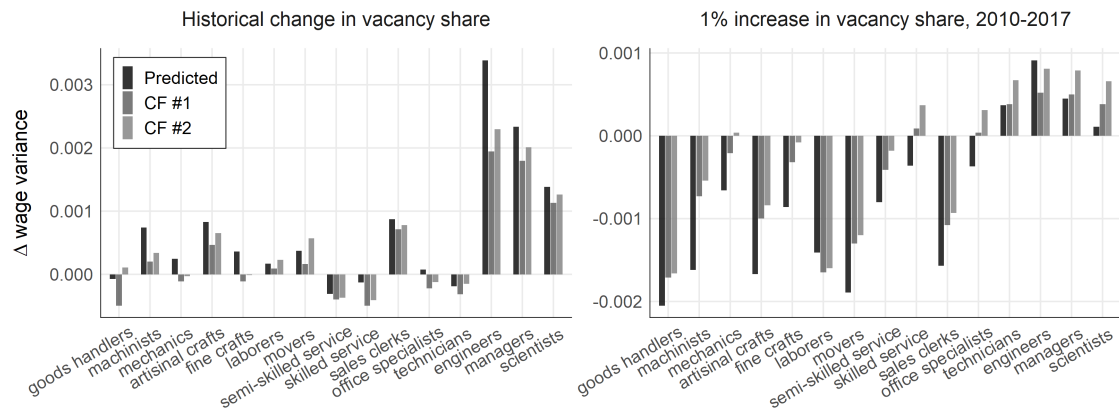 Historical change in vacancy share
1% increase in vacancy share, 2010-2017
Δ wage variance
0.003
0.002
0.001
0.000
Predicted
CF #1
CF #2
goods handlers
machinists
mechanics
artisinal crafts
fine crafts
laborers
movers
semi-skilled service
skilled service
sales clerks
office specialists
technicians
engineers
managers
scientists
0.001
0.000
-0.001
-0.002
goods handlers
machinists
mechanics
artisinal crafts
fine crafts
laborers
movers
semi-skilled service
skilled service
sales clerks
office specialists
technicians
engineers
managers
scientists